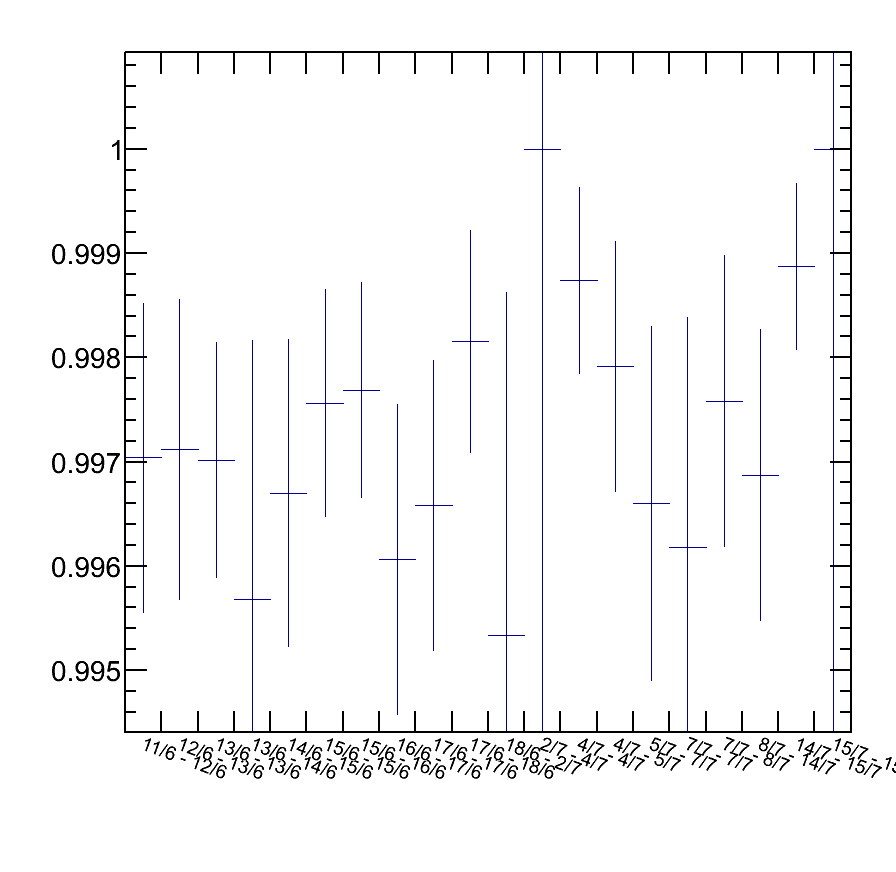 1
0.999
0.998
0.997
0.996
0.995
11/6 - 12/6
12/6 - 13/6
13/6 - 13/6
13/6 - 14/6
14/6 - 15/6
15/6 - 15/6
15/6 - 16/6
16/6 - 17/6
17/6 - 17/6
17/6 - 18/6
18/6 - 2/7
2/7 - 4/7
4/7 - 4/7
4/7 - 5/7
5/7 - 7/7
7/7 - 7/7
7/7 - 8/7
8/7 - 14/7
14/7 - 15/7
15/7 -